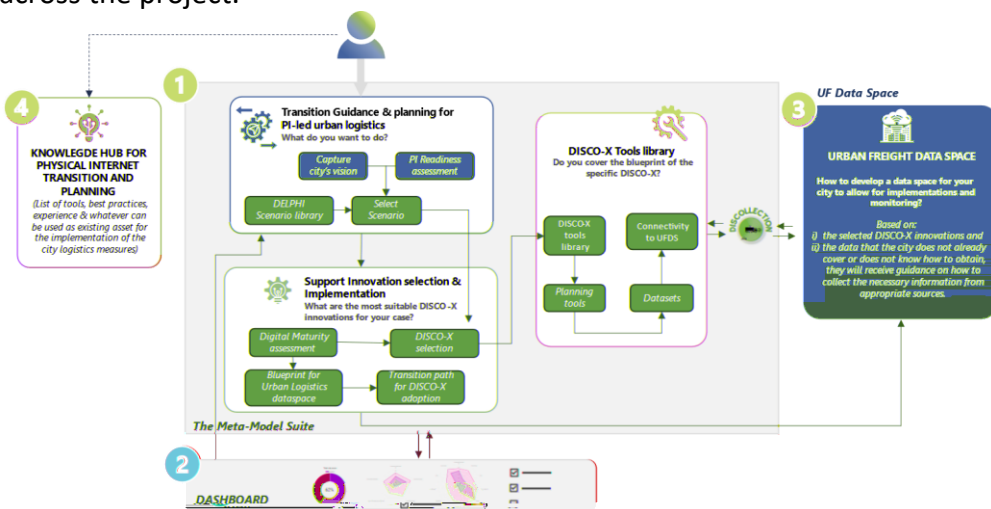 across the project.
1
Transition Guidance & planning for
PI-led urban logistics
What do you want to do?
Capture
city's vision
PI Readiness
assessment
DELPHI
Scenario library
Select
Scenario
Support Innovation selection &
Implementation
What are the most suitable DISCO -X
innovations for your case?
Digital Maturity
assessment
DISCO-X
selection
Blueprint for
Urban Logistics
dataspace
Transition path
for DISCO-X
adoption
DISCO-X Tools library
Do you cover the blueprint of the
specific DISCO-X?
DISCO-X
tools
library
Connectivity
to UFDS
Planning
tools
Datasets
The Meta-Model Suite
DISCOLLECTION
2
DASHBOARD
UF Data Space
3
URBAN FREIGHT DATA SPACE
How to develop a data space for your
city to allow for implementations and
monitoring?
Based on:
i) the selected DISCO-X innovations and
ii) the data that the city does not already
cover or does not know how to obtain,
they will receive guidance on how to
collect the necessary information from
appropriate sources.
4
KNOWLEGDE HUB FOR
PHYSICAL INTERNET
TRANSITION AND
PLANNING
(List of tools, best practices,
experience & whatever can
be used as existing asset for
the implementation of the
city logistics measures)